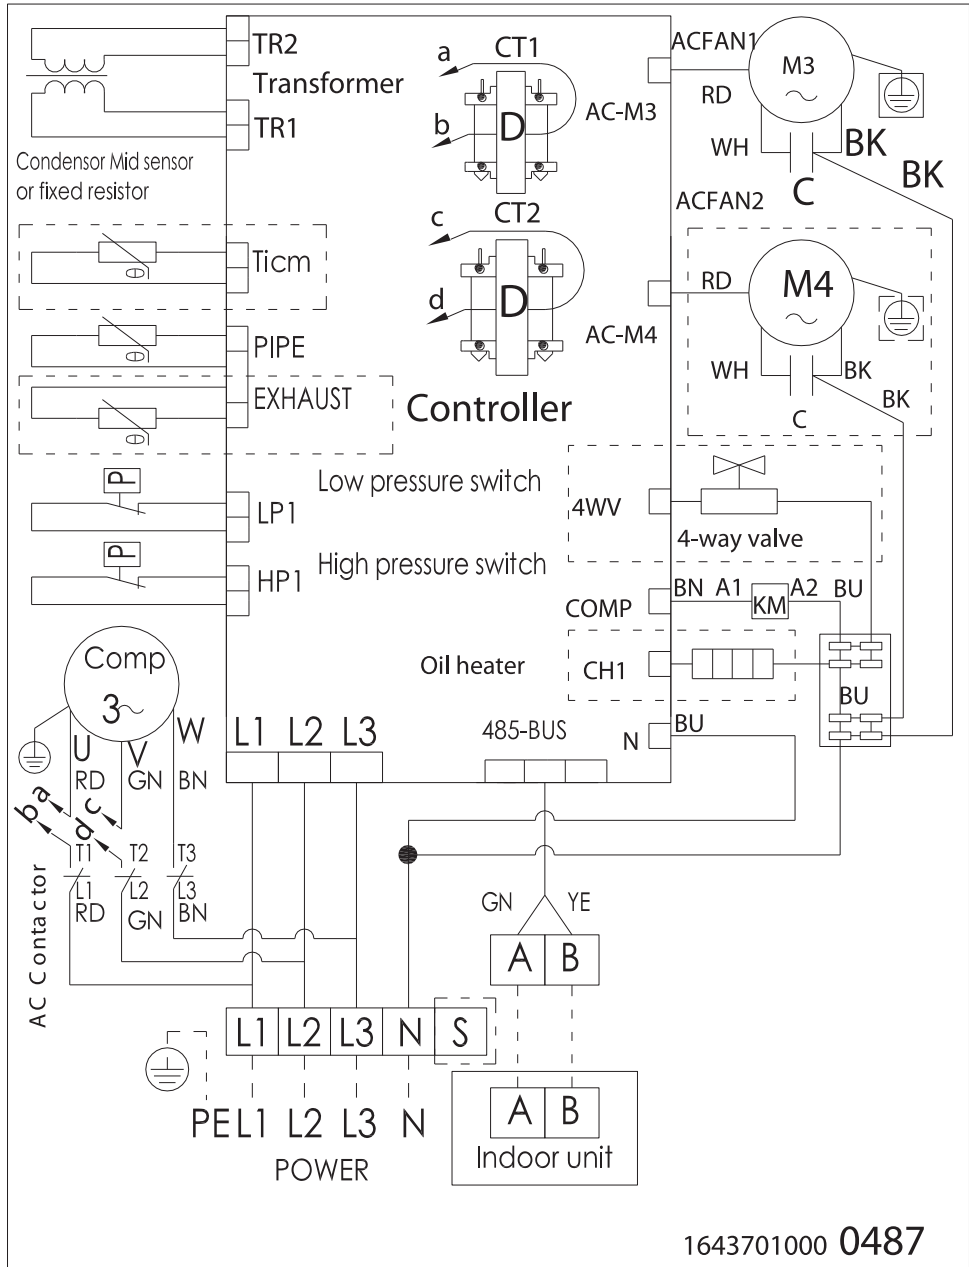 TR2
Transformer
TR1
Condensor Mid sensor
or fixed resistor
Ticm
PIPE
EXHAUST
P
LP1
Low pressure switch
P
HP1
High pressure switch
CT1
a
b
D
CT2
c
d
D
Controller
ACFAN1
M3
RD
AC-M3
WH
BK
C
BK
ACFAN2
M4
RD
AC-M4
WH
BK
C
BK
4WV
4-way valve
BN A1 KM A2 BU
COMP
Oil heater
CH1
BU
BU
N
485-BUS
L1 L2 L3
Comp
3~
U V W
RD GN BN
b a c d
T1 T2 T3
L1 L2 L3
RD GN BN
AC Contactor
GN YE
A B
L1 L2 L3 N S
A B
Indoor unit
PE L1 L2 L3 N
POWER
1643701000 0487